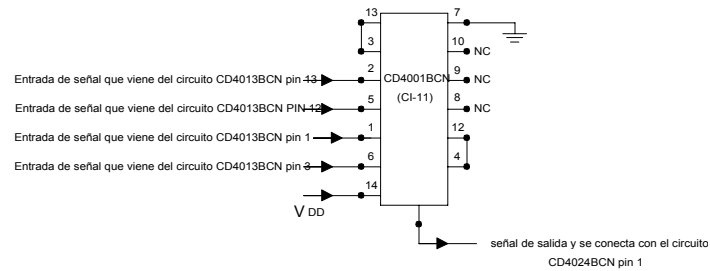 13 7
3 10 NC
Entrada de señal que viene del circuito CD4013BCN pin 13 2 CD4001BCN 9 NC
(CI-11)
Entrada de señal que viene del circuito CD4013BCN PIN 12 5 8 NC
Entrada de señal que viene del circuito CD4013BCN pin 1 1 12
Entrada de señal que viene del circuito CD4013BCN pin 3 6 4
14
V DD
señal de salida y se conecta con el circuito
CD4024BCN pin 1